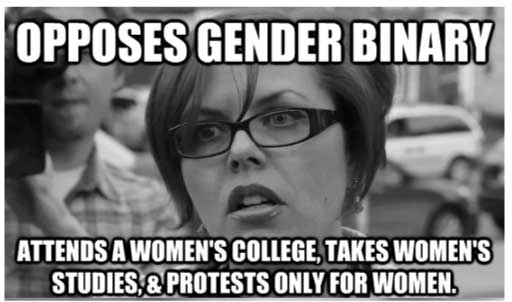 OPPOSES GENDER BINARY
ATTENDS A WOMEN'S COLLEGE, TAKES WOMEN'S
STUDIES, & PROTESTS ONLY FOR WOMEN.